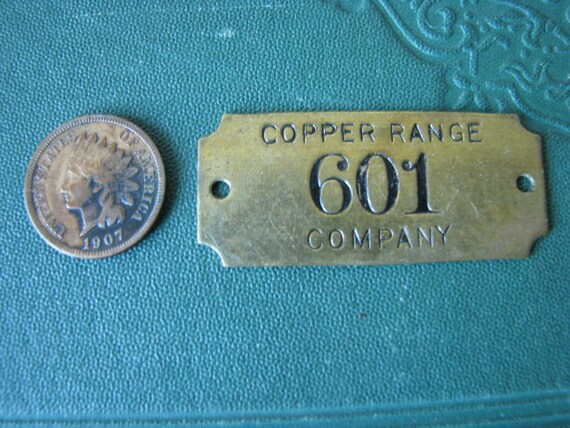 UNITED STATES OF AMERICA
1907
COPPER RANGE
601
COMPANY